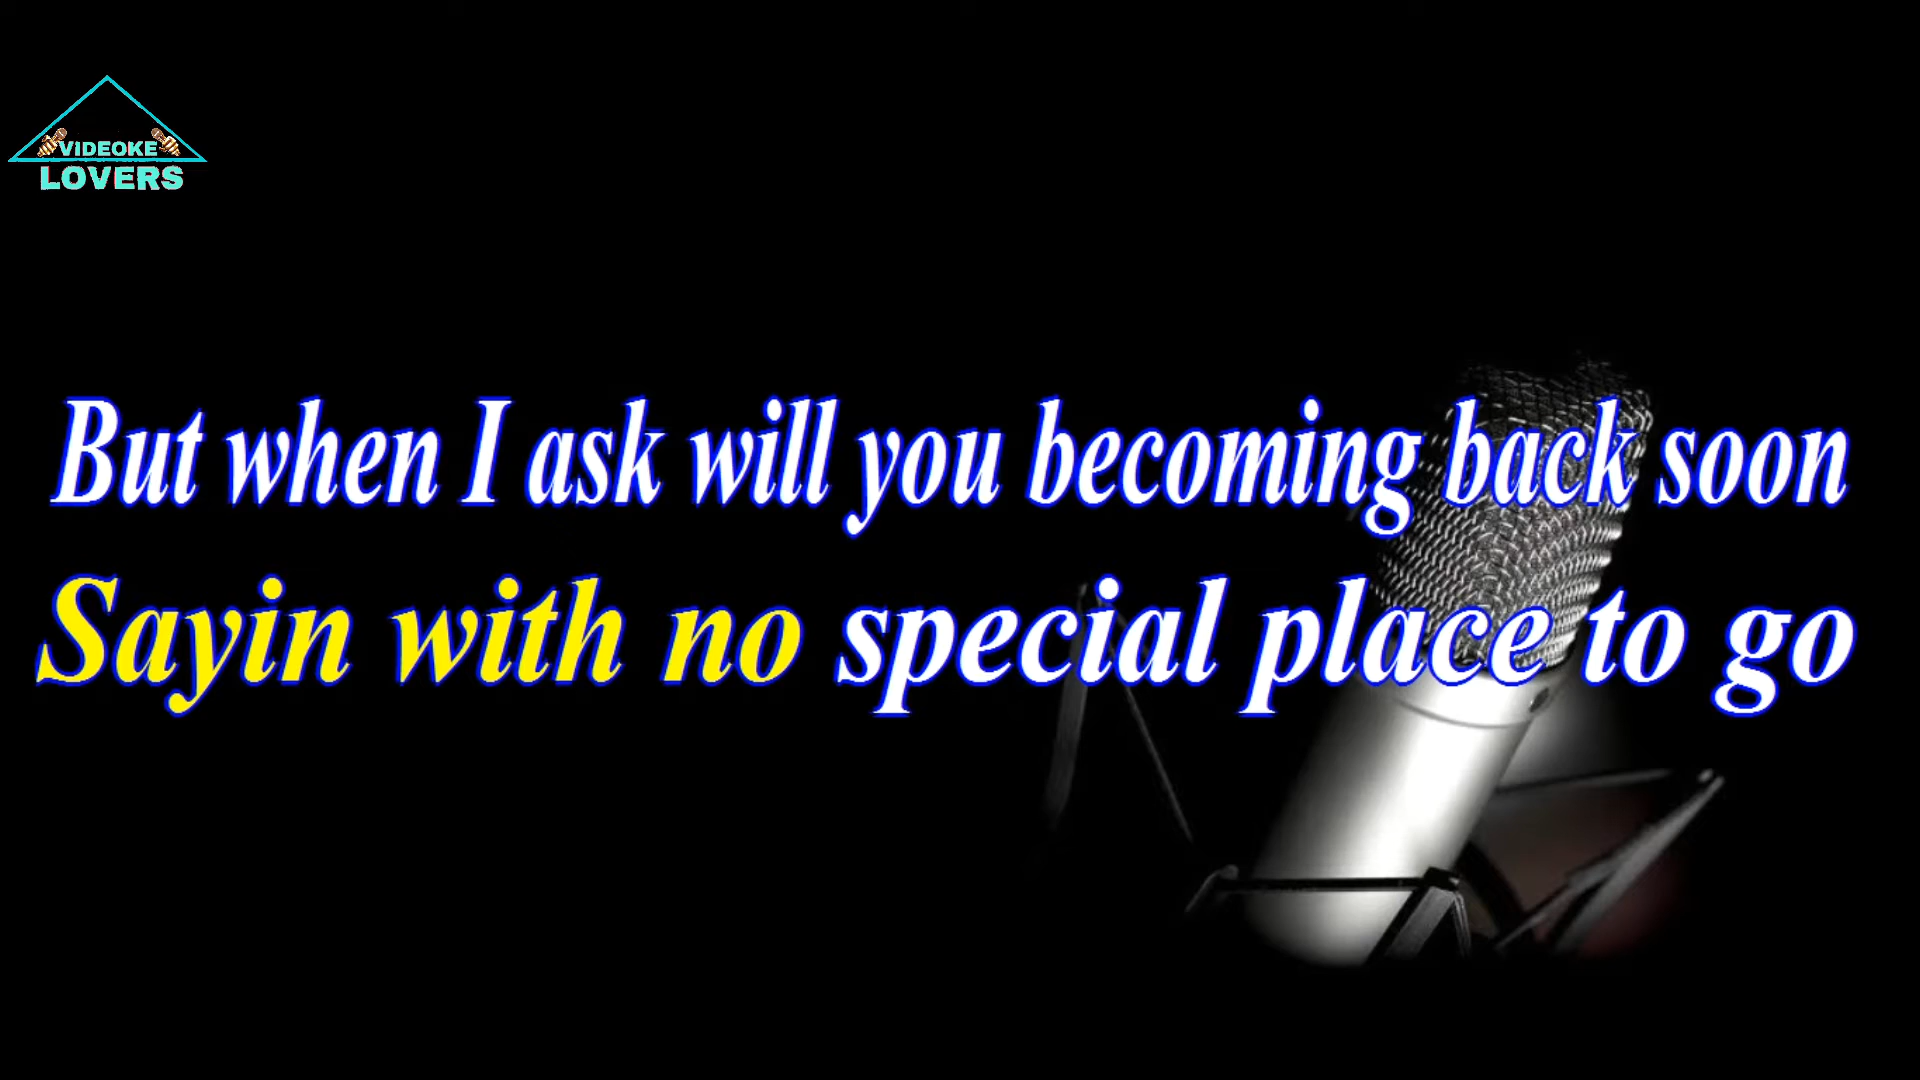 VIDEOKE
LOVERS
But when I ask will you becoming back soon
Sayin with no special place to go